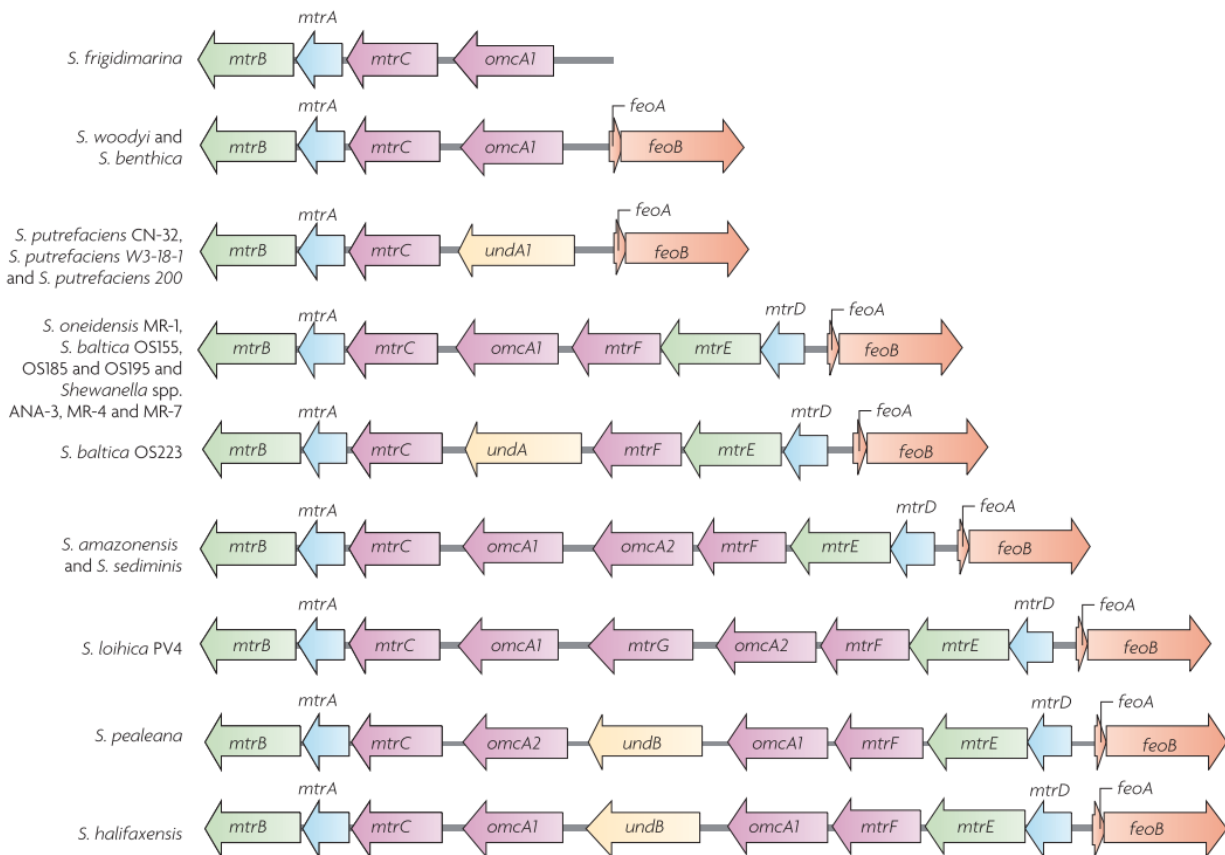 mtrA
S. frigidimarina
mtrB
mtrC
omcA1
mtrA
feoA
S. woodyi and
S. benthica
mtrB
mtrC
omcA1
feoB
mtrA
feoA
S. putrefaciens CN-32,
S. putrefaciens W3-18-1
and S. putrefaciens 200
mtrB
mtrC
undA1
feoB
mtrA
mtrD
feoA
S. oneidensis MR-1,
S. baltica OS155,
OS185 and OS195 and
Shewanella spp.
ANA-3, MR-4 and MR-7
mtrB
mtrC
omcA1
mtrF
mtrE
feoB
mtrA
mtrD
feoA
S. baltica OS223
mtrB
mtrC
undA
mtrF
mtrE
feoB
mtrA
mtrD
feoA
S. amazonensis
and S. sediminis
mtrB
mtrC
omcA1
omcA2
mtrF
mtrE
feoB
mtrA
mtrD
feoA
S. loihica PV4
mtrB
mtrC
omcA1
mtrG
omcA2
mtrF
mtrE
feoB
mtrA
mtrD
feoA
S. pealeana
mtrB
mtrC
omcA2
undB
omcA1
mtrF
mtrE
feoB
mtrA
mtrD
feoA
S. halifaxensis
mtrB
mtrC
omcA1
undB
omcA1
mtrF
mtrE
feoB